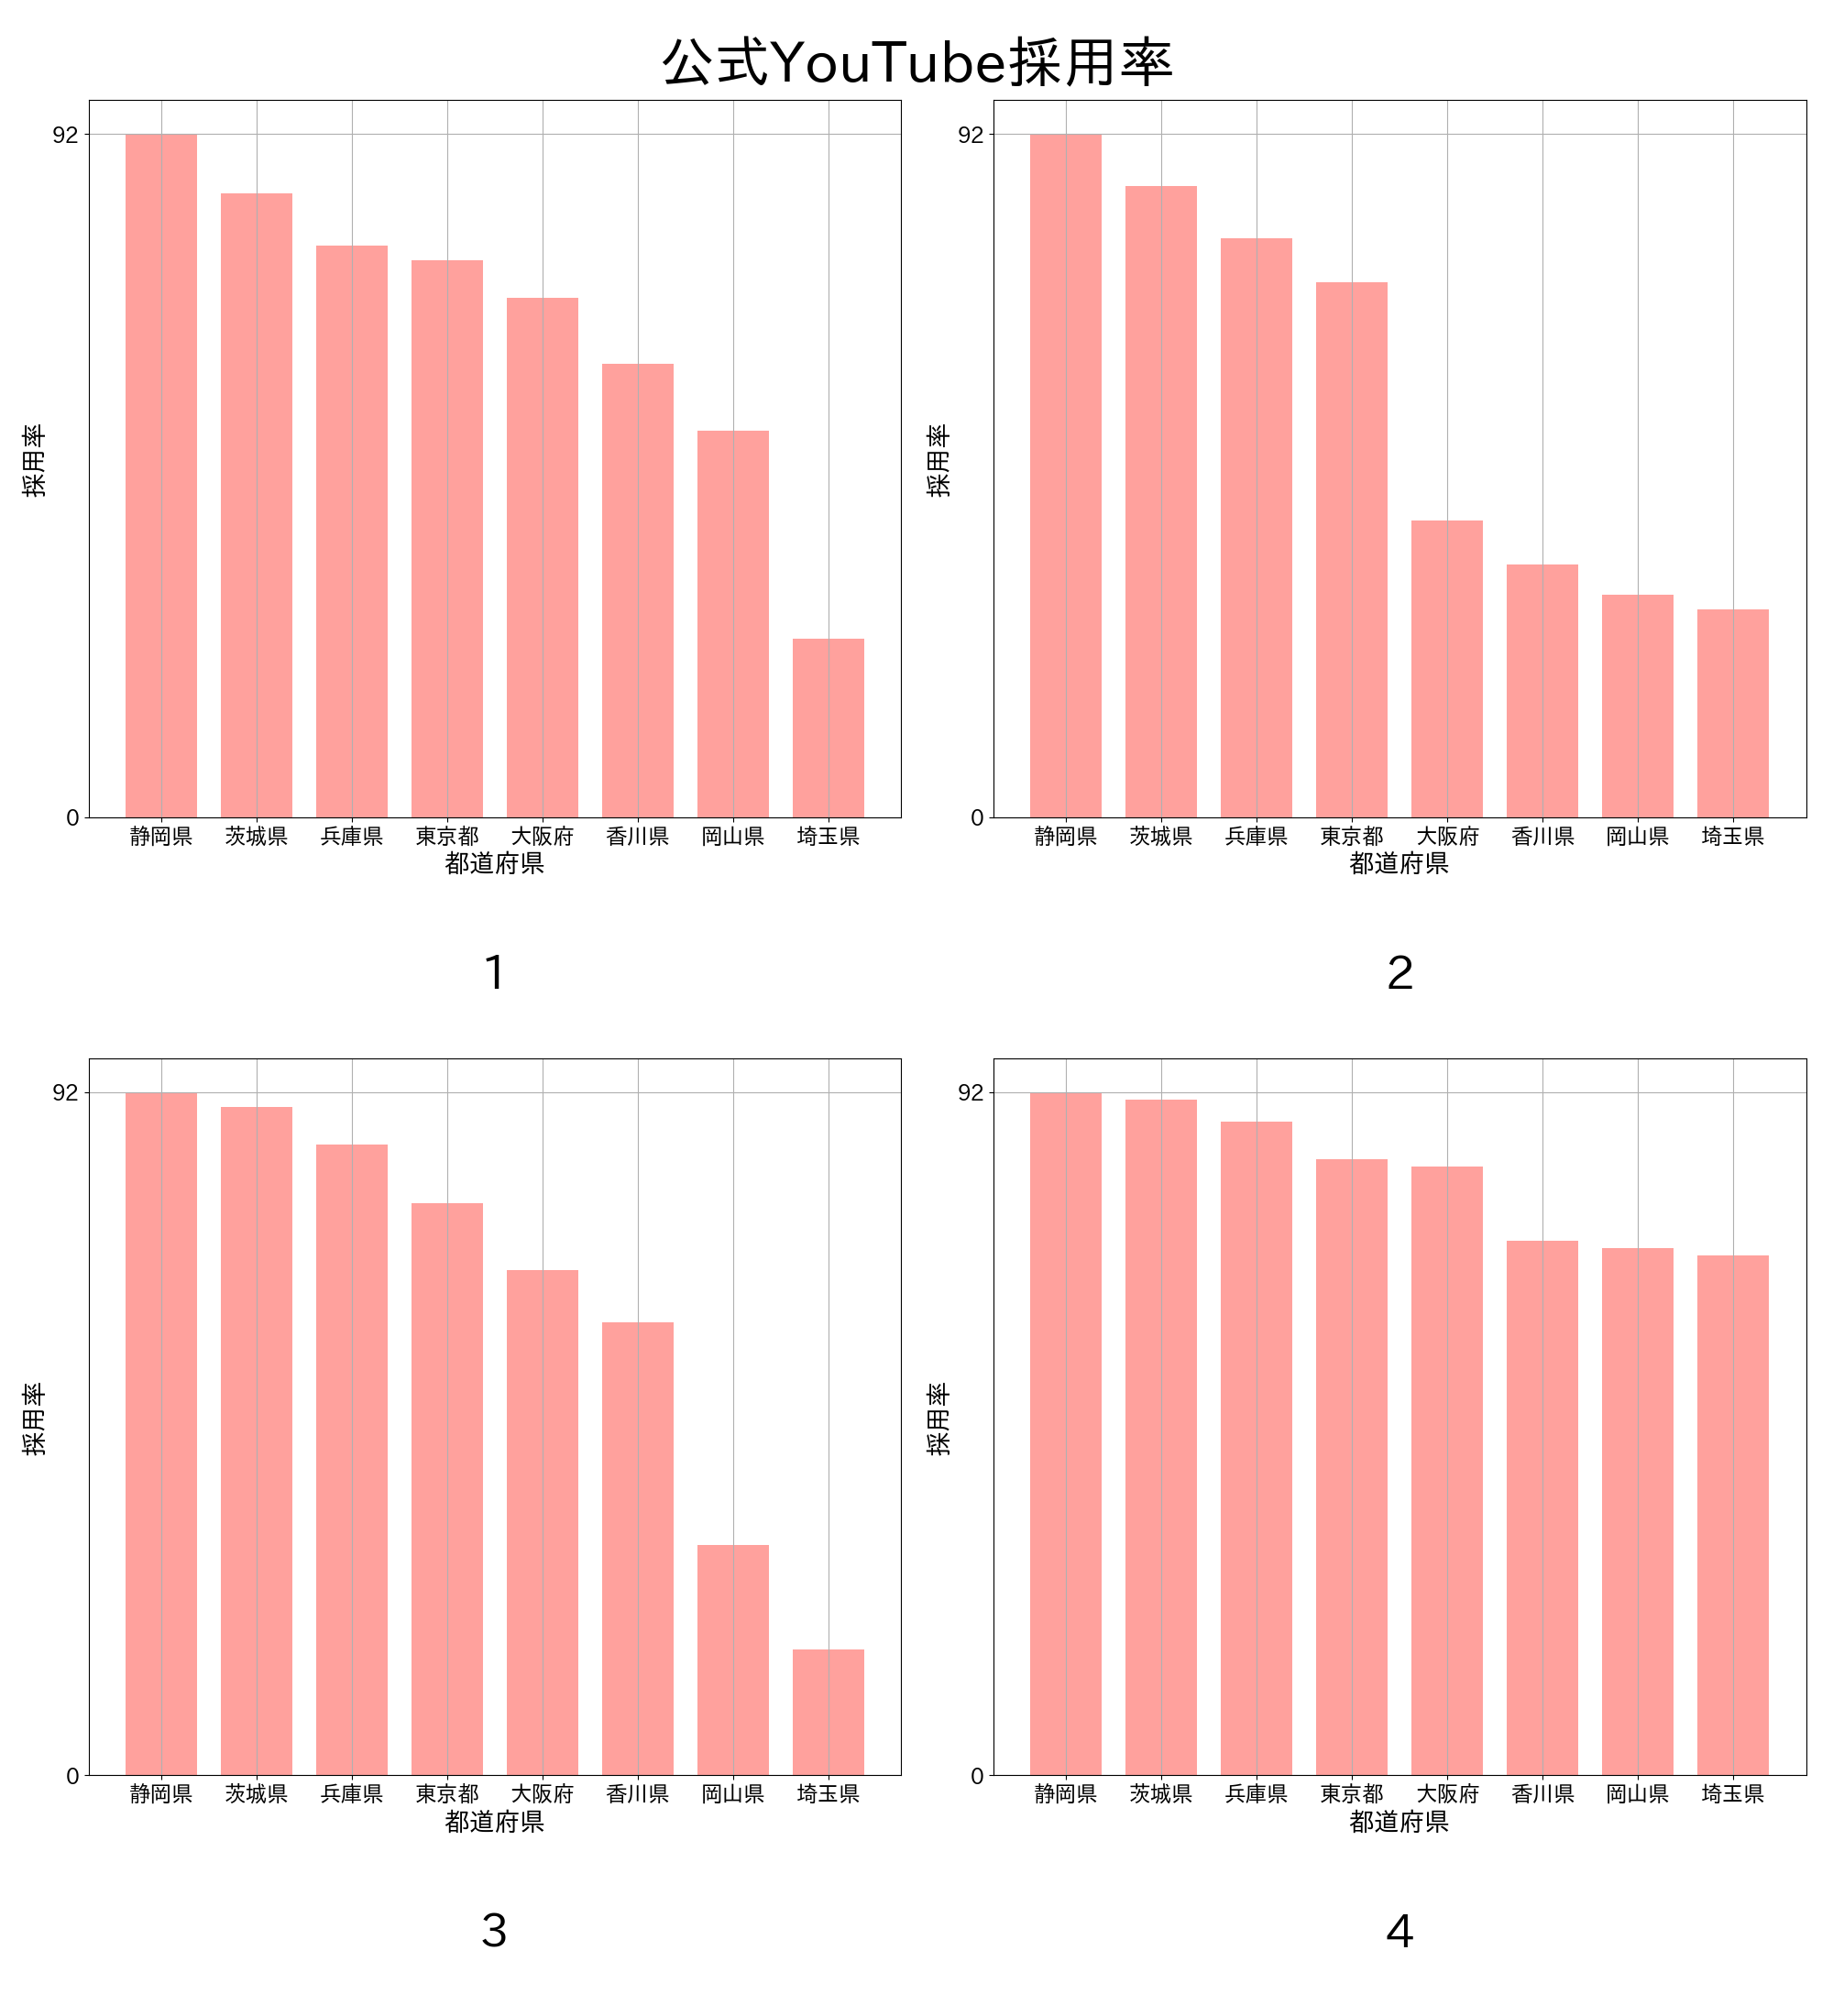 公式YouTube採用率
92
0
採用率
静岡県 茨城県 兵庫県 東京都 大阪府 香川県 岡山県 埼玉県
都道府県
1
92
0
採用率
静岡県 茨城県 兵庫県 東京都 大阪府 香川県 岡山県 埼玉県
都道府県
2
92
0
採用率
静岡県 茨城県 兵庫県 東京都 大阪府 香川県 岡山県 埼玉県
都道府県
3
92
0
採用率
静岡県 茨城県 兵庫県 東京都 大阪府 香川県 岡山県 埼玉県
都道府県
4